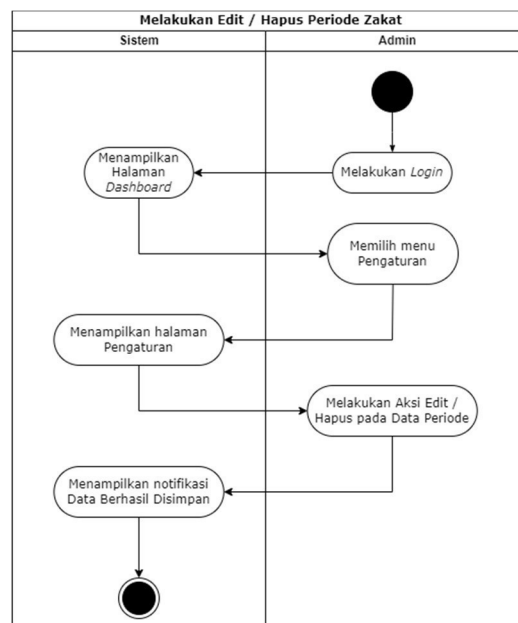 Melakukan Edit / Hapus Periode Zakat
Sistem
Admin
Melakukan Login
Menampilkan
Halaman
Dashboard
Memilih menu
Pengaturan
Menampilkan halaman
Pengaturan
Melakukan Aksi Edit /
Hapus pada Data Periode
Menampilkan notifikasi
Data Berhasil Disimpan